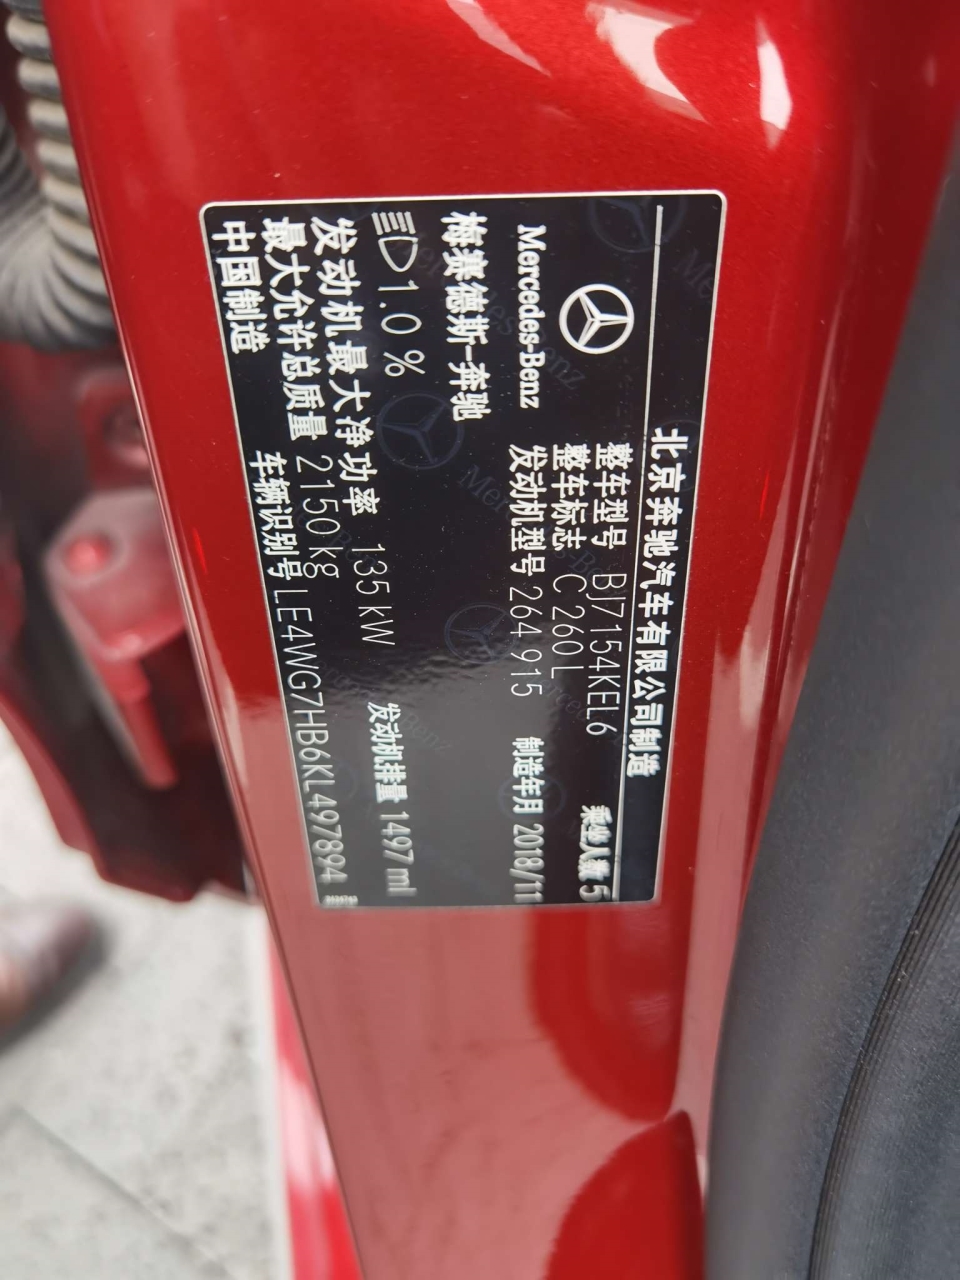 北京奔驰汽车有限公司制造
Mercedes-Benz
梅赛德斯-奔驰
整车型号 BJ7154KEL6
乘坐人数 5
整车标志 C 260 L
发动机型号 264 915
制造年月 2018/11
1.0 %
发动机最大净功率 135 kW
发动机排量 1497 ml
最大允许总质量 2150 kg
中国制造
车辆识别号 LE4WG7HB6KL497894